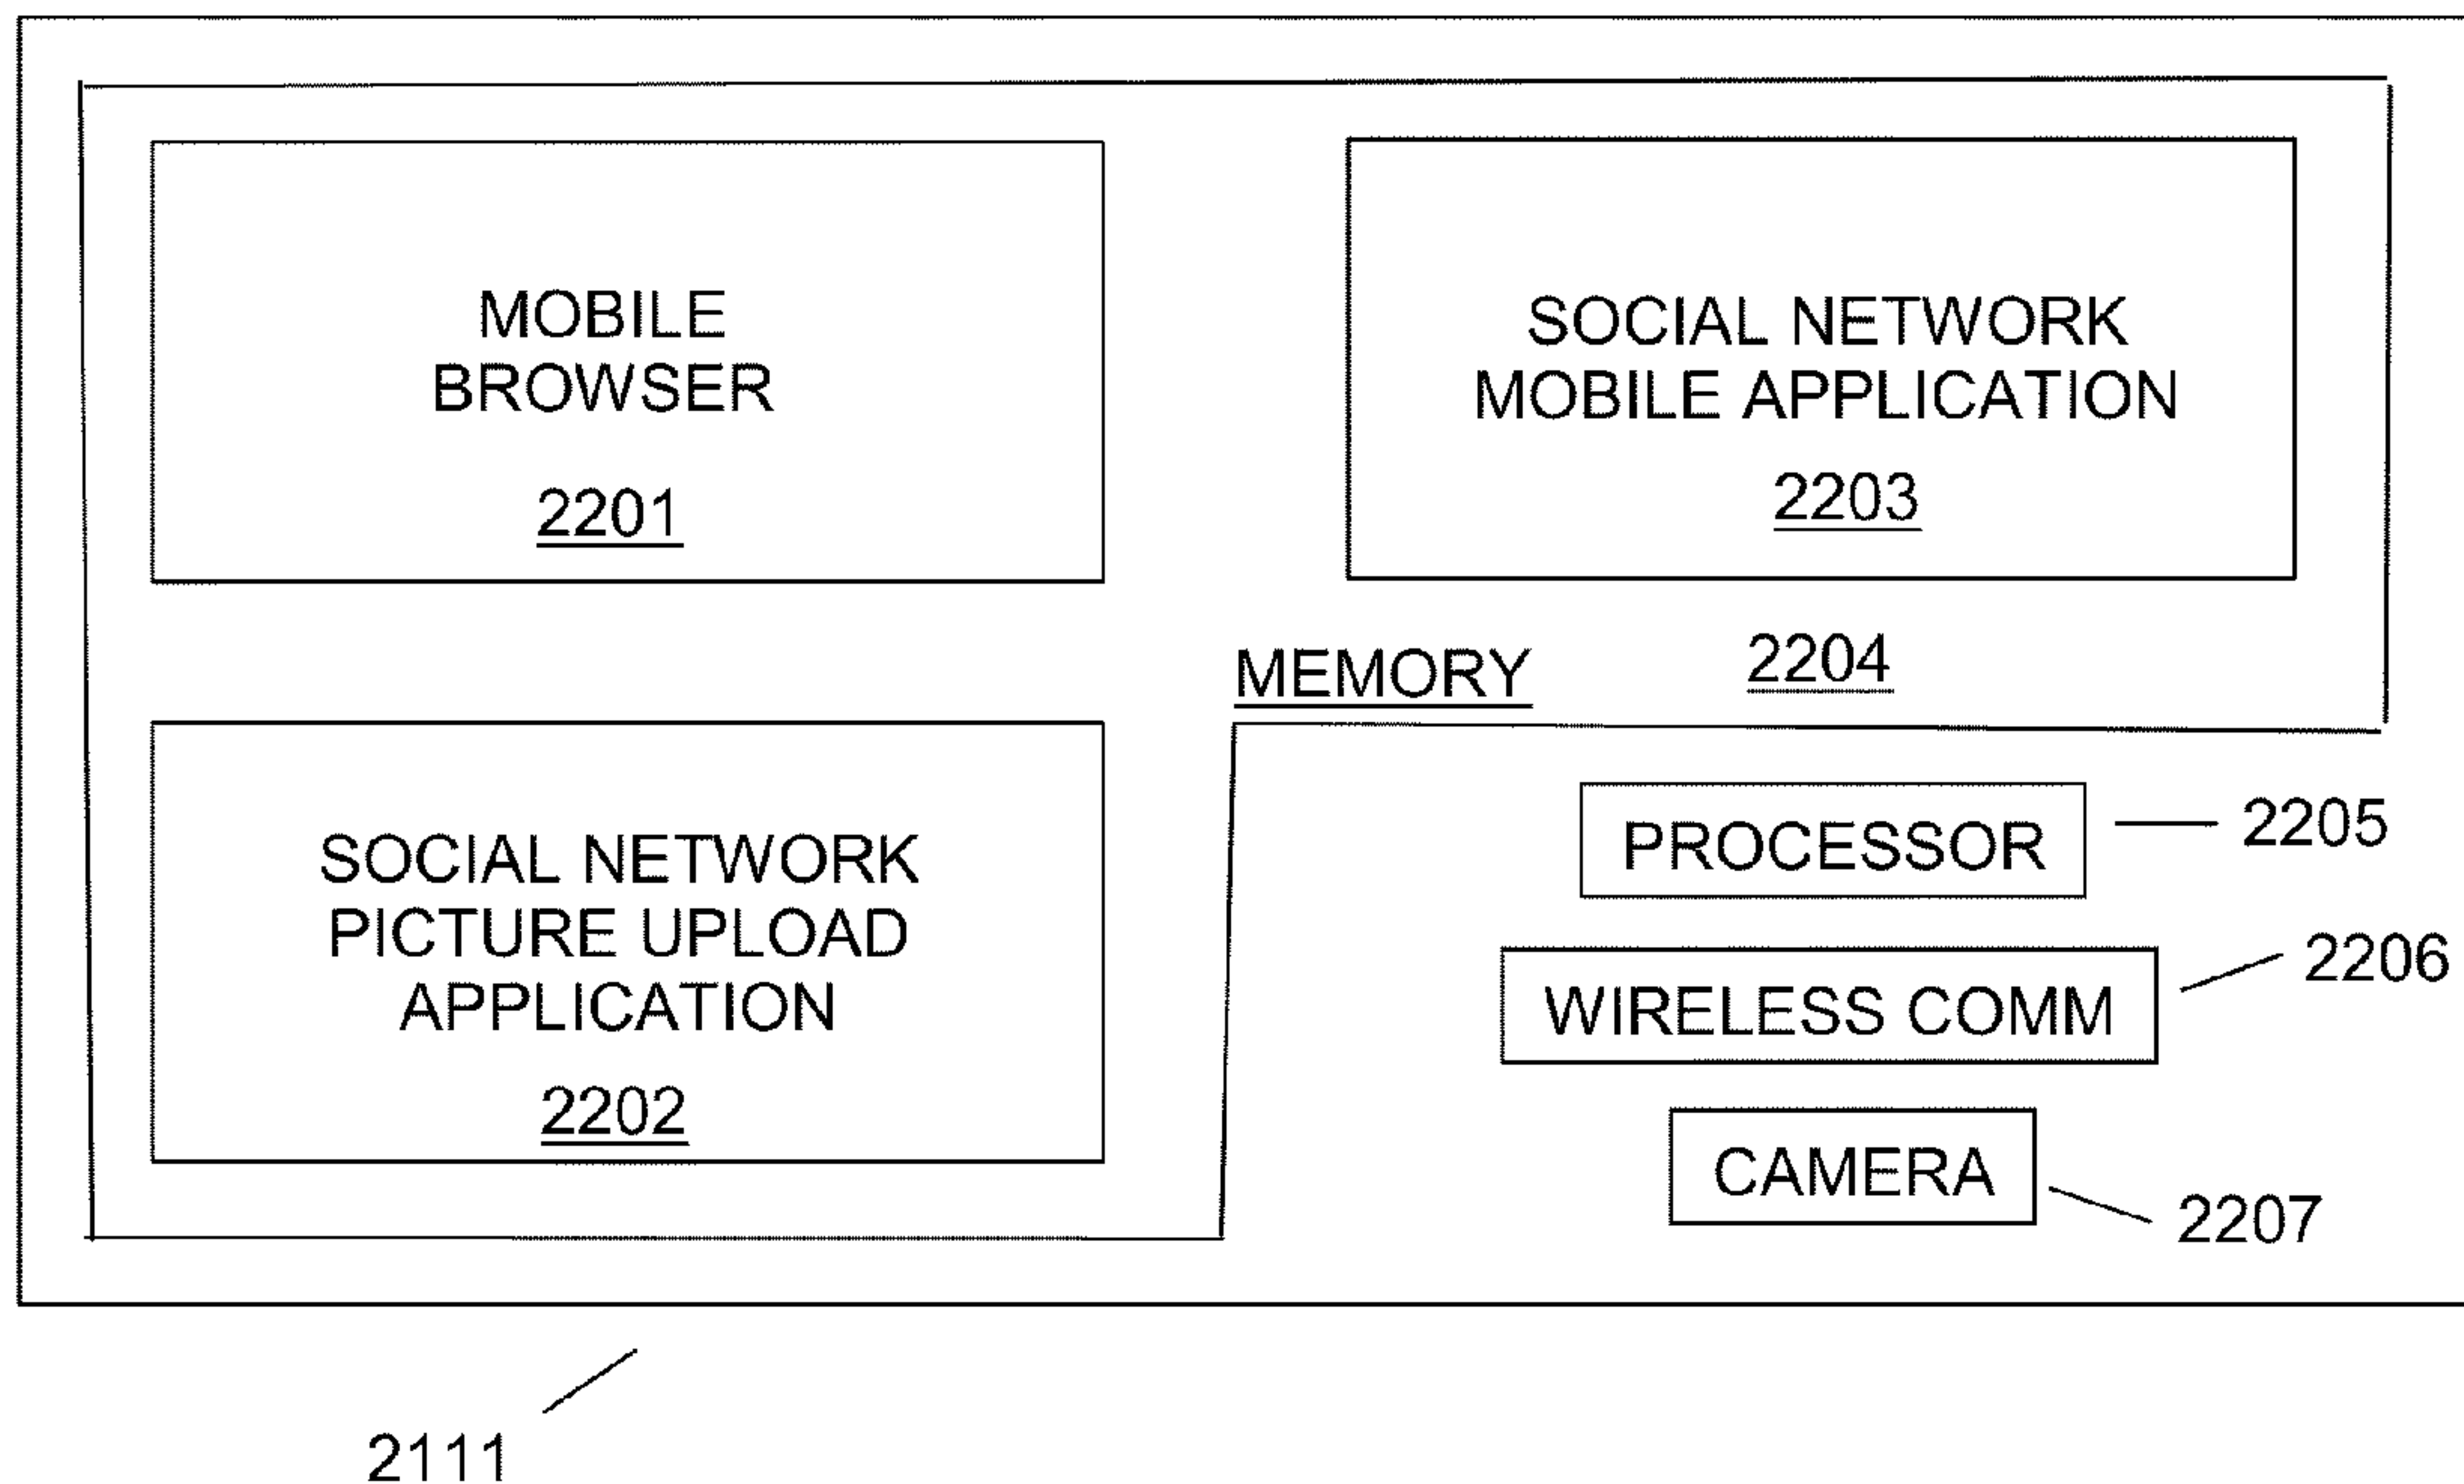 MOBILE
BROWSER
2201
SOCIAL NETWORK
MOBILE APPLICATION
2203
MEMORY
2204
SOCIAL NETWORK
PICTURE UPLOAD
APPLICATION
2202
PROCESSOR
2205
WIRELESS COMM
2206
CAMERA
2207
2111